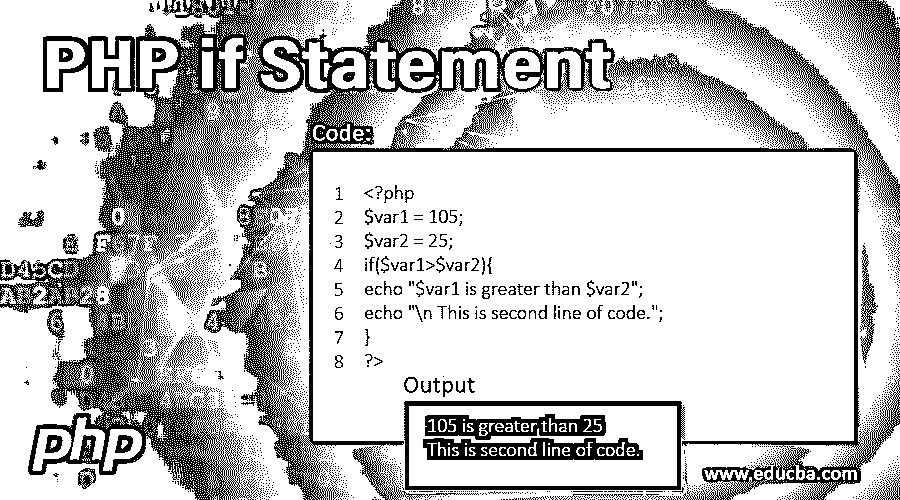 PHP if Statement
Code:
1 <?php
2 $var1 = 105;
3 $var2 = 25;
4 if($var1>$var2){
5 echo "$var1 is greater than $var2";
6 echo "\n This is second line of code.";
7 }
8 ?>
Output
105 is greater than 25
This is second line of code.
php
www.educba.com